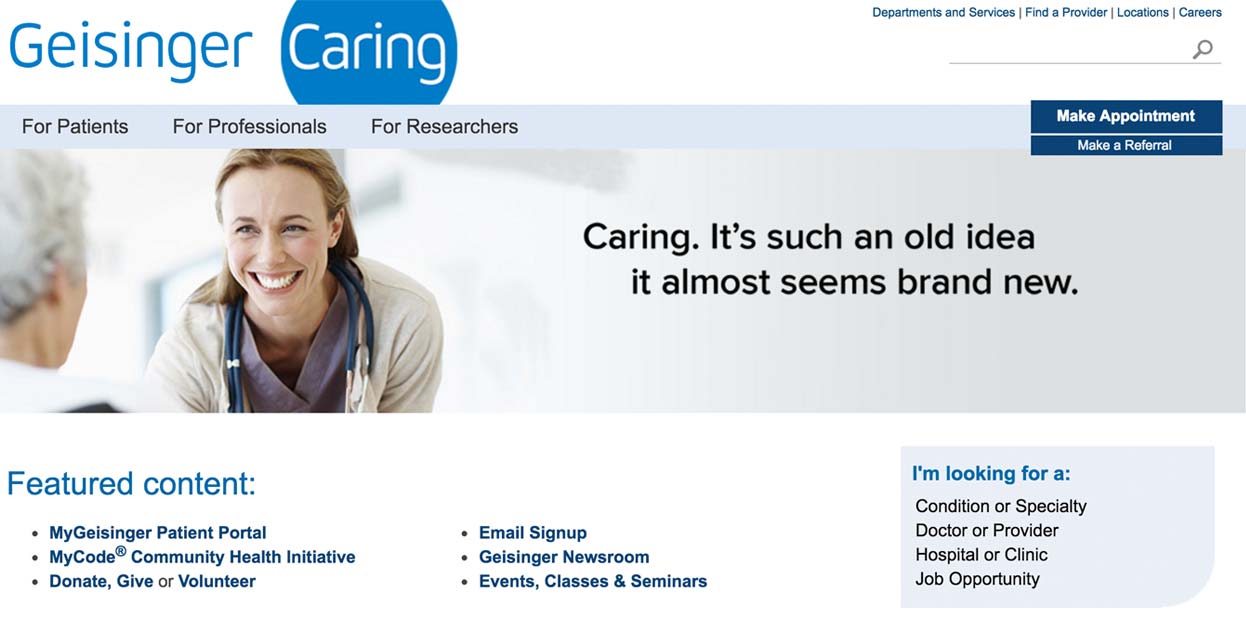 Geisinger
Caring
Departments and Services | Find a Provider | Locations | Careers
For Patients
For Professionals
For Researchers
Make Appointment
Make a Referral
Caring. It's such an old idea
it almost seems brand new.
Featured content:
• MyGeisinger Patient Portal
• MyCode® Community Health Initiative
• Donate, Give or Volunteer
• Email Signup
• Geisinger Newsroom
• Events, Classes & Seminars
I'm looking for a:
Condition or Specialty
Doctor or Provider
Hospital or Clinic
Job Opportunity